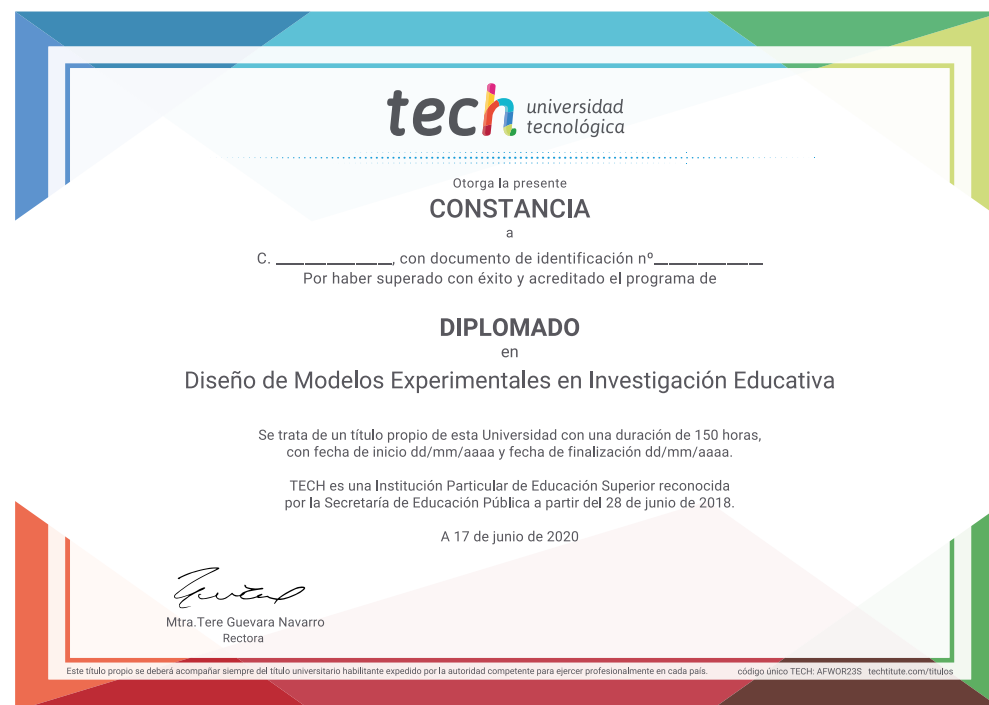 tech universidad
tecnológica
Otorga la presente
CONSTANCIA
a
C. ________________, con documento de identificación nº_______________
Por haber superado con éxito y acreditado el programa de
DIPLOMADO
en
Diseño de Modelos Experimentales en Investigación Educativa
Se trata de un título propio de esta Universidad con una duración de 150 horas,
con fecha de inicio dd/mm/aaaa y fecha de finalización dd/mm/aaaa.
TECH es una Institución Particular de Educación Superior reconocida
por la Secretaría de Educación Pública a partir del 28 de junio de 2018.
A 17 de junio de 2020
Mtra.Tere Guevara Navarro
Rectora
Este título propio se deberá acompañar siempre del título universitario habilitante expedido por la autoridad competente para ejercer profesionalmente en cada país. código único TECH: AFWOR23S techtitute.com/titulos